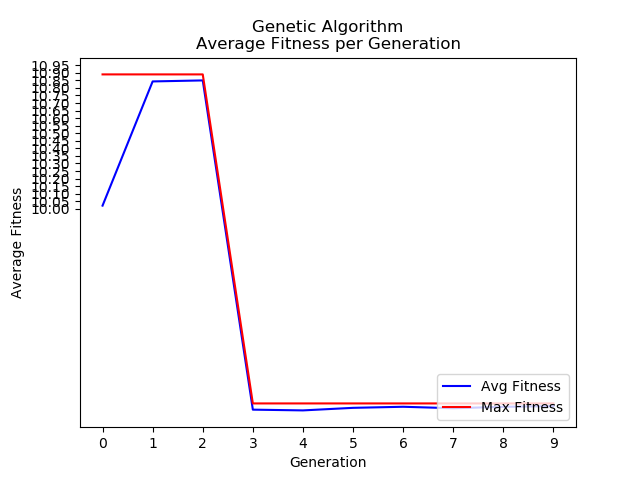 Genetic Algorithm
Average Fitness per Generation
10.95
10.90
10.85
10.80
10.75
10.70
10.65
10.60
10.55
10.50
10.45
10.40
10.35
10.30
10.25
10.20
10.15
10.10
10.05
10.00
Average Fitness
Avg Fitness
Max Fitness
0 1 2 3 4 5 6 7 8 9
Generation